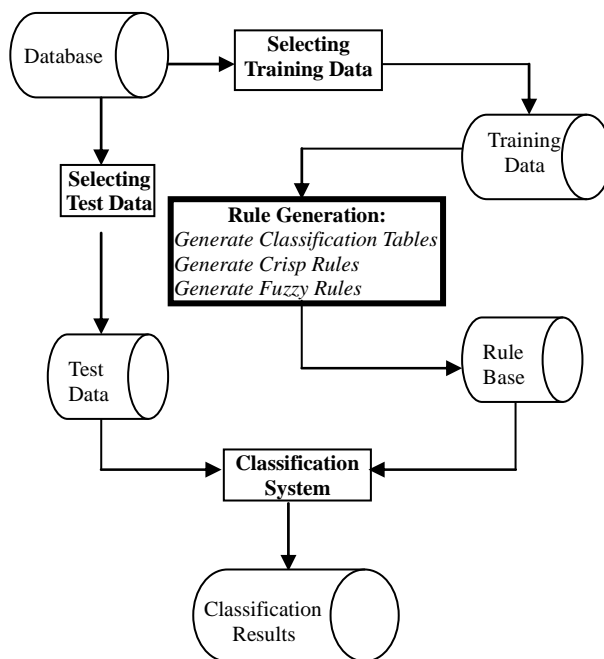 Database
Selecting
Training Data
Training
Data
Selecting
Test Data
Rule Generation:
Generate Classification Tables
Generate Crisp Rules
Generate Fuzzy Rules
Test
Data
Rule
Base
Classification
System
Classification
Results